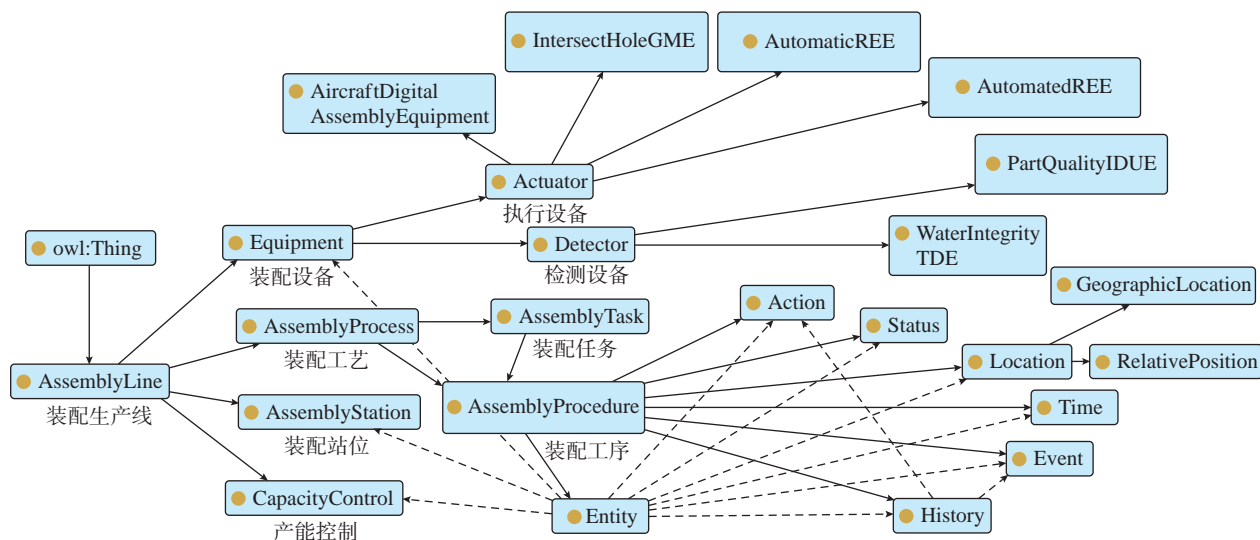 IntersectHoleGME
AutomaticREE
AircraftDigital
AssemblyEquipment
AutomatedREE
Actuator
执行设备
PartQualityIDUE
owl:Thing
Equipment
装配设备
Detector
检测设备
WaterIntegrity
TDE
GeographicLocation
AssemblyProcess
装配工艺
AssemblyTask
装配任务
Action
Status
Location
RelativePosition
AssemblyLine
装配生产线
AssemblyStation
装配站位
AssemblyProcedure
装配工序
Time
Event
CapacityControl
产能控制
Entity
History